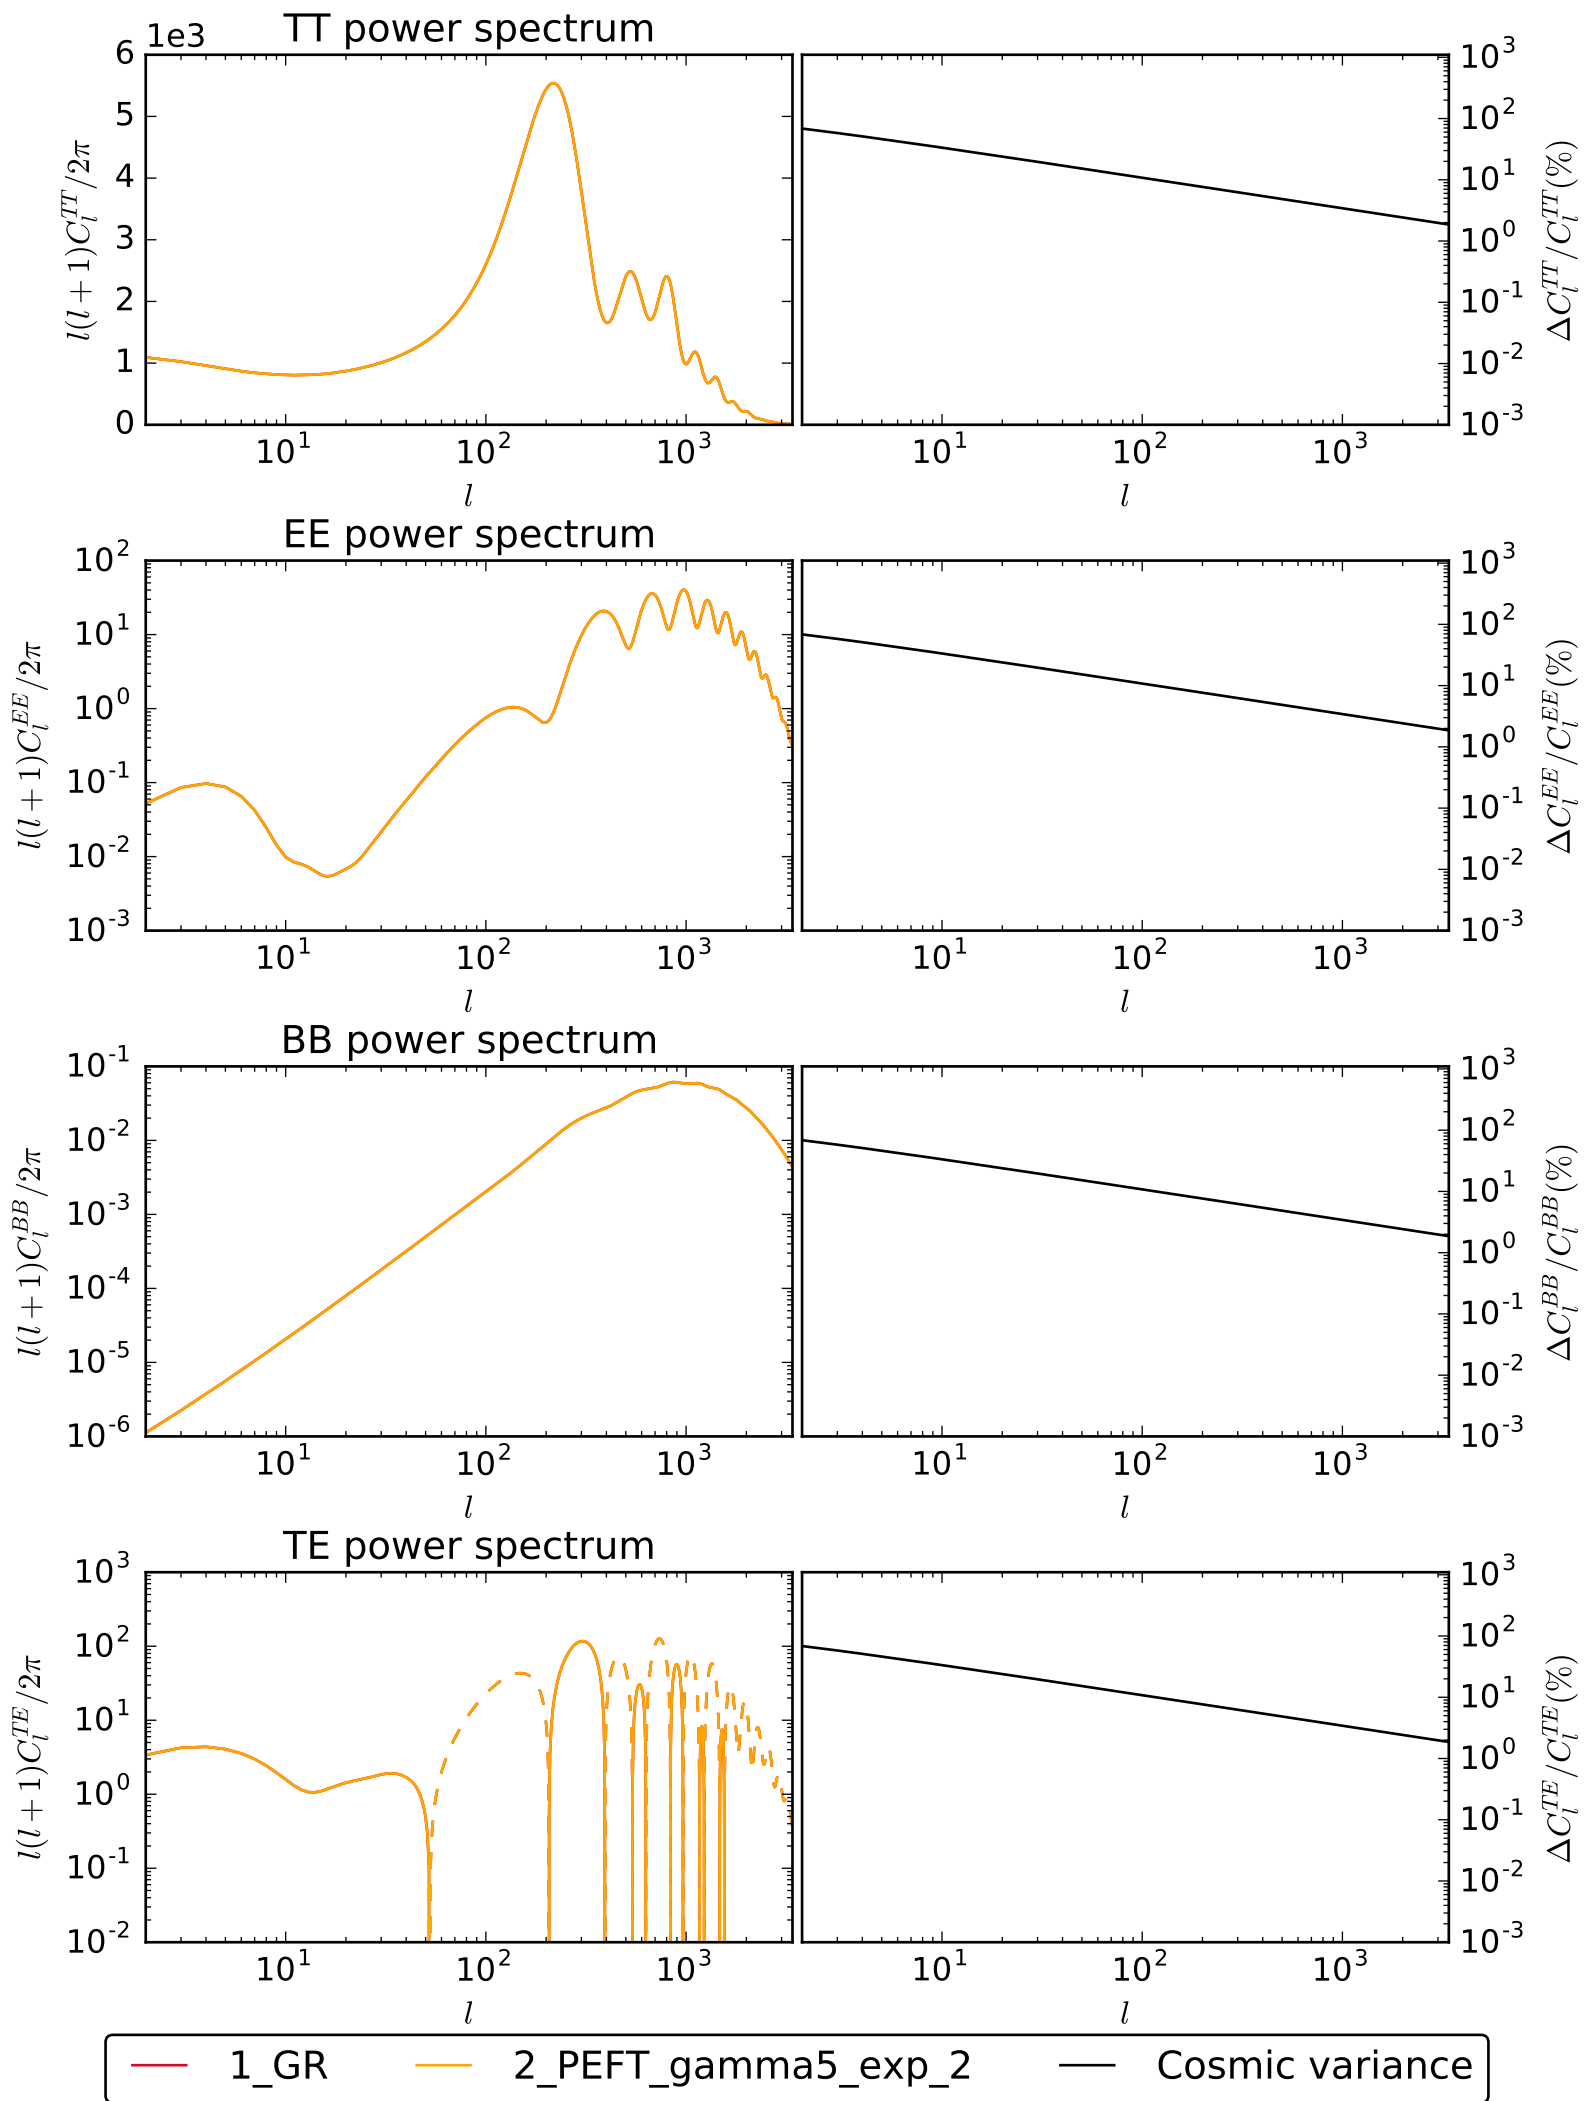 TT power spectrum
1e3
6
5
4
3
2
1
0
l(l + 1)C_l^{TT}/2π
10^1 10^2 10^3
l
10^3
10^2
10^1
10^0
10^-1
10^-2
10^-3
ΔC_l^{TT}/C_l^{TT}(%)
10^1 10^2 10^3
l
EE power spectrum
10^2
10^1
10^0
10^-1
10^-2
10^-3
l(l + 1)C_l^{EE}/2π
10^1 10^2 10^3
l
10^3
10^2
10^1
10^0
10^-1
10^-2
10^-3
ΔC_l^{EE}/C_l^{EE}(%)
10^1 10^2 10^3
l
BB power spectrum
10^-1
10^-2
10^-3
10^-4
10^-5
10^-6
l(l + 1)C_l^{BB}/2π
10^1 10^2 10^3
l
10^3
10^2
10^1
10^0
10^-1
10^-2
10^-3
ΔC_l^{BB}/C_l^{BB}(%)
10^1 10^2 10^3
l
TE power spectrum
10^3
10^2
10^1
10^0
10^-1
10^-2
l(l + 1)C_l^{TE}/2π
10^1 10^2 10^3
l
10^3
10^2
10^1
10^0
10^-1
10^-2
10^-3
ΔC_l^{TE}/C_l^{TE}(%)
10^1 10^2 10^3
l
1_GR 2_PEFT_gamma5_exp_2 Cosmic variance